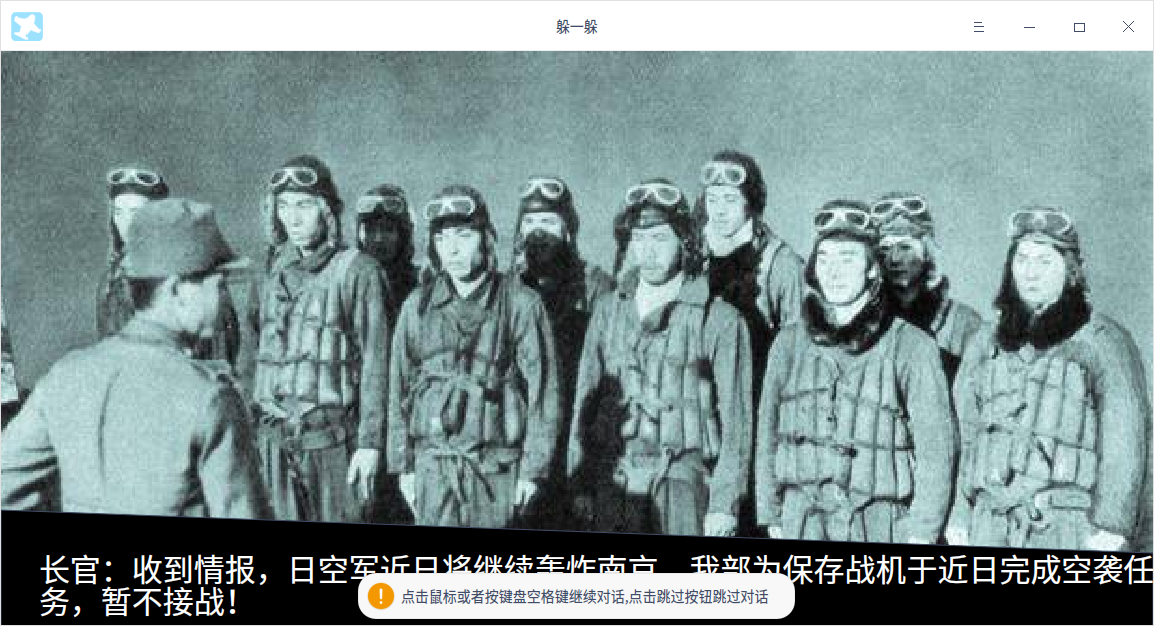 躲一躲
长官：收到情报，日空军近日将继续轰炸南京，我部为保存战机于近日完成空袭任
务，暂不接战！
点击鼠标或者按键盘空格键继续对话,点击跳过按钮跳过对话